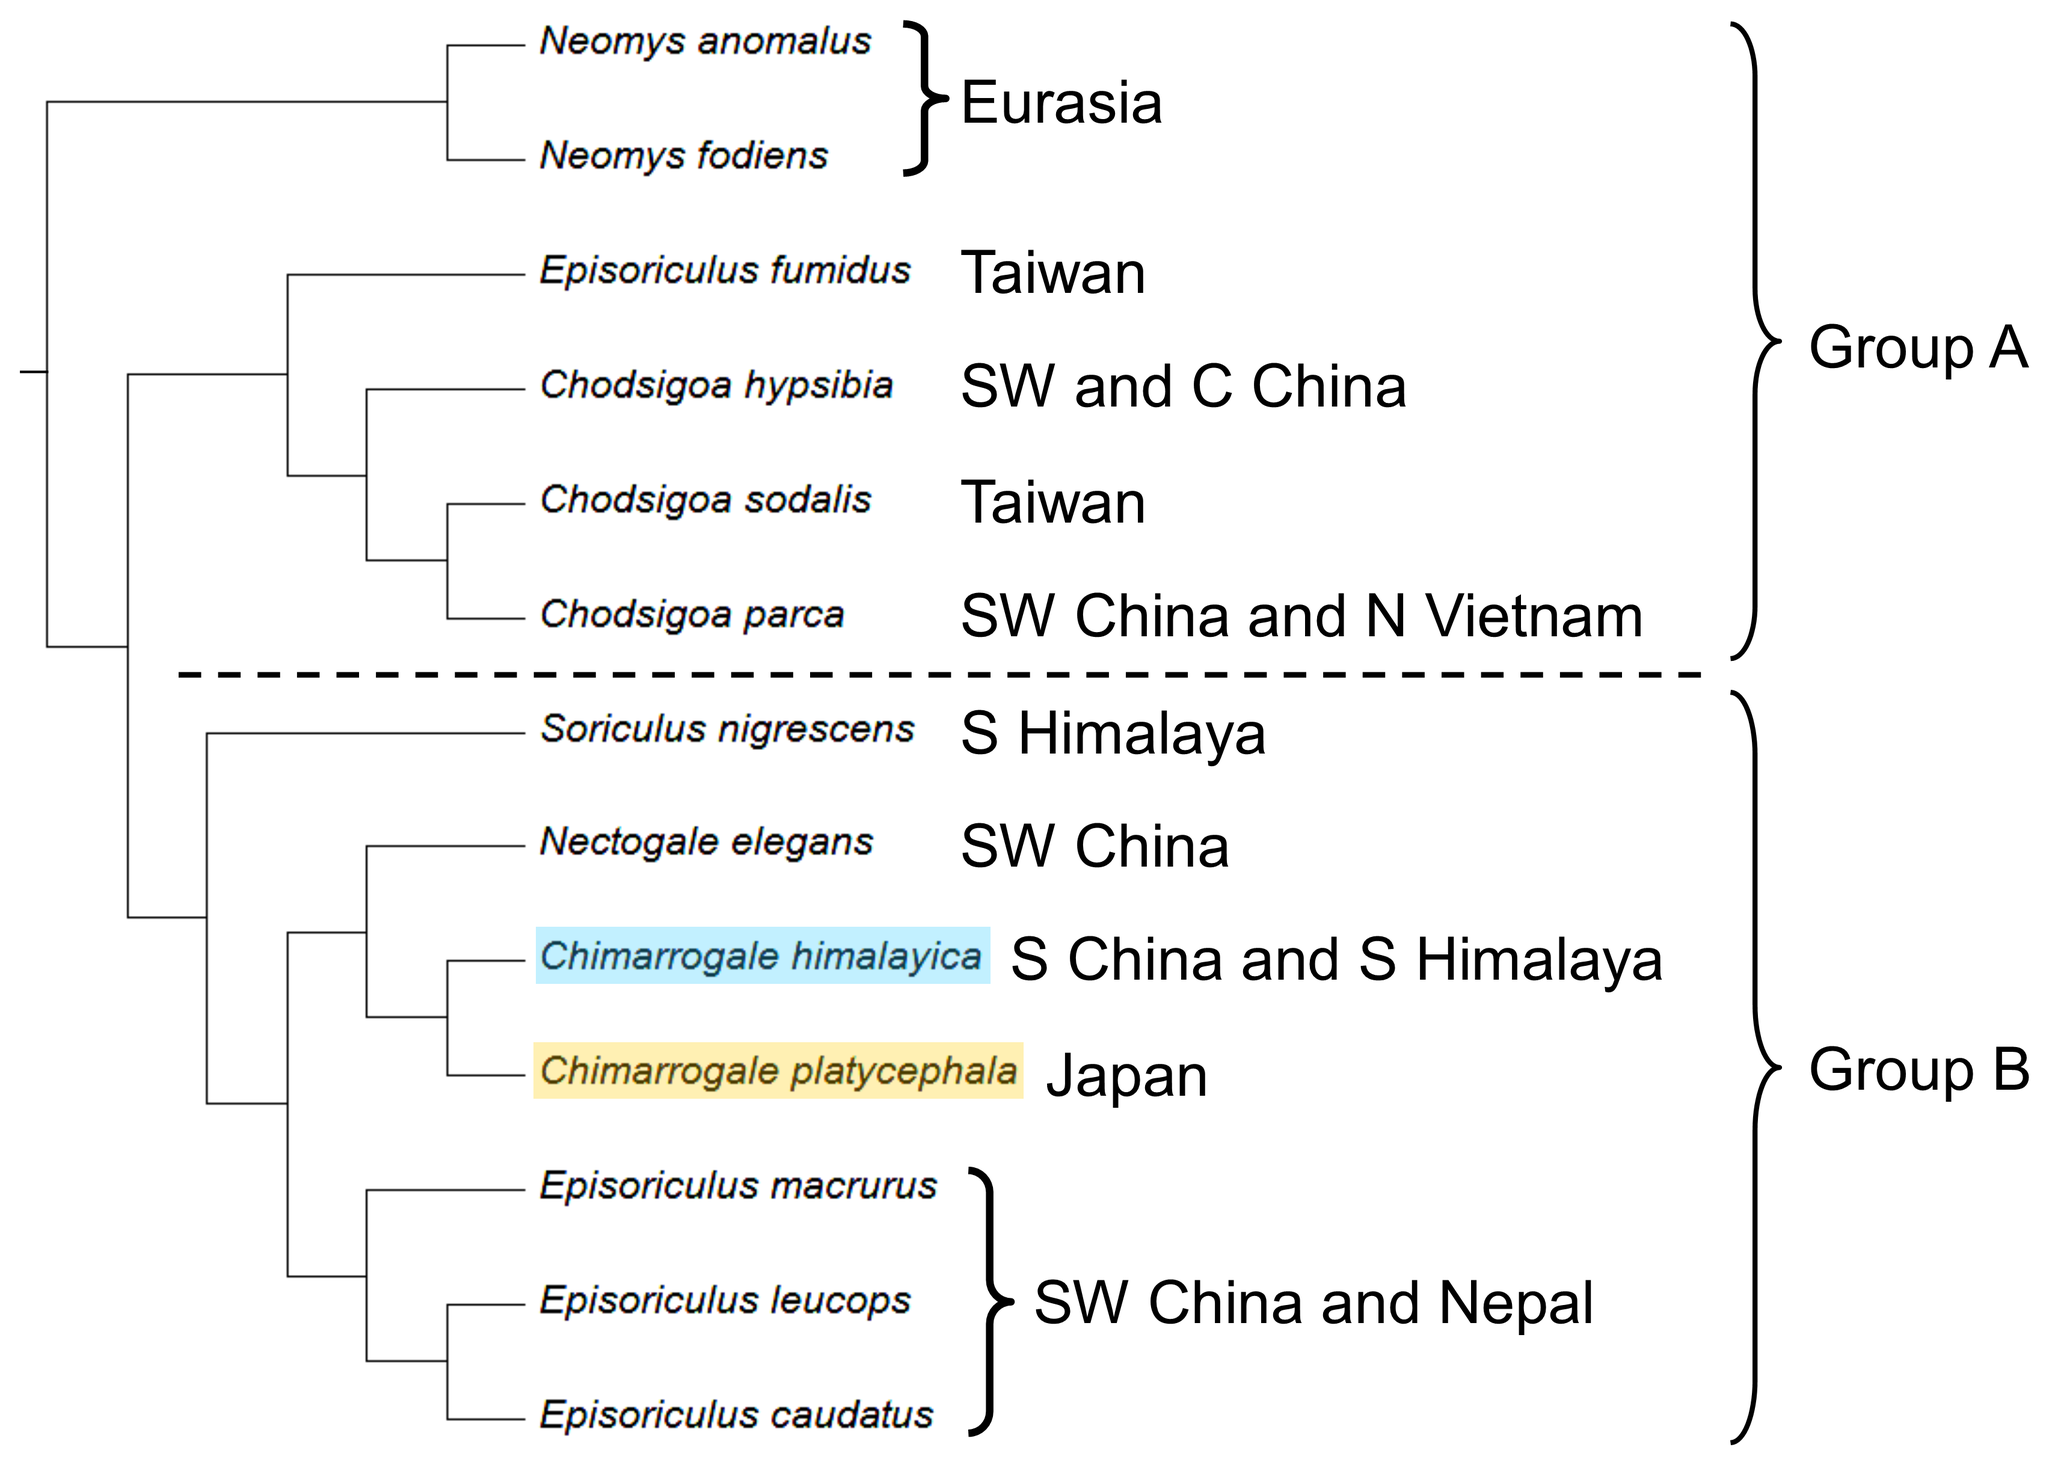 Neomys anomalus
Eurasia
Neomys fodiens
Episoriculus fumidus Taiwan
Group A
Chodsigoa hypsibia SW and C China
Chodsigoa sodalis Taiwan
Chodsigoa parca SW China and N Vietnam
Soriculus nigrescens S Himalaya
Nectogale elegans SW China
Chimarrogale himalayica S China and S Himalaya
Group B
Chimarrogale platycephala Japan
Episoriculus macrurus
Episoriculus leucops SW China and Nepal
Episoriculus caudatus